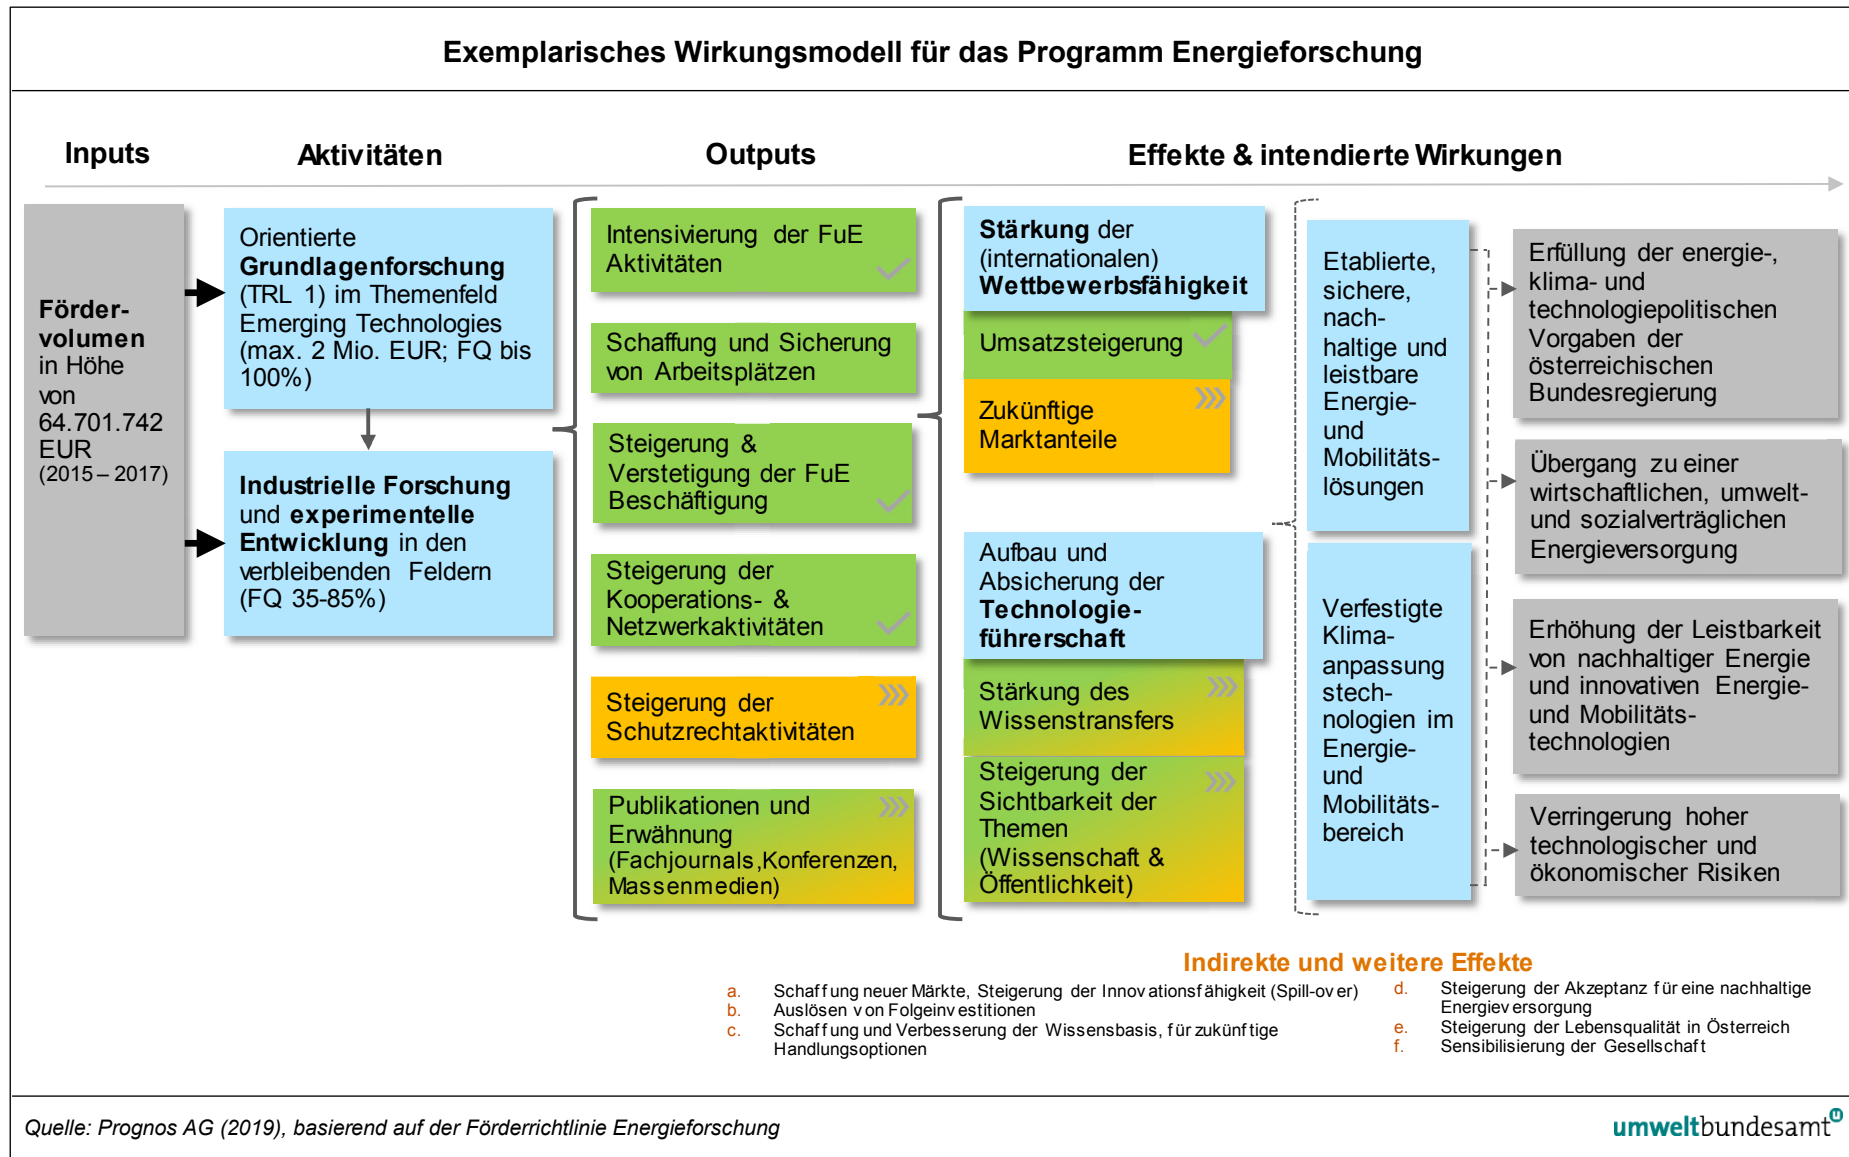 Exemplarisches Wirkungsmodell für das Programm Energieforschung
Inputs
Aktivitäten
Outputs
Effekte & intendierte Wirkungen
Förder-
volumen
in Höhe
von
64.701.742
EUR
(2015 – 2017)
Orientierte
Grundlagenforschung
(TRL 1) im Themenfeld
Emerging Technologies
(max. 2 Mio. EUR; FQ bis
100%)
Industrielle Forschung
und experimentelle
Entwicklung in den
verbleibenden Feldern
(FQ 35-85%)
Intensivierung der FuE
Aktivitäten
Schaffung und Sicherung
von Arbeitsplätzen
Steigerung &
Verstetigung der FuE
Beschäftigung
Steigerung der
Kooperations- &
Netzwerkaktivitäten
Steigerung der
Schutzrechtaktivitäten
Publikationen und
Erwähnung
(Fachjournals,Konferenzen,
Massenmedien)
Stärkung der
(internationalen)
Wettbewerbsfähigkeit
Umsatzsteigerung
Zukünftige
Marktanteile
Aufbau und
Absicherung der
Technologie-
führerschaft
Stärkung des
Wissenstransfers
Steigerung der
Sichtbarkeit der
Themen
(Wissenschaft &
Öffentlichkeit)
Etablierte,
sichere,
nach-
haltige und
leistbare
Energie-
und
Mobilitäts-
lösungen
Verfestigte
Klima-
anpassung
stech-
nologien im
Energie-
und
Mobilitäts-
bereich
Erfüllung der energie-,
klima- und
technologiepolitischen
Vorgaben der
österreichischen
Bundesregierung
Übergang zu einer
wirtschaftlichen, umwelt-
und sozialverträglichen
Energieversorgung
Erhöhung der Leistbarkeit
von nachhaltiger Energie
und innovativen Energie-
und Mobilitäts-
technologien
Verringerung hoher
technologischer und
ökonomischer Risiken
Indirekte und weitere Effekte
a. Schaffung neuer Märkte, Steigerung der Innovationsfähigkeit (Spill-over)
b. Auslösen von Folgeinvestitionen
c. Schaffung und Verbesserung der Wissensbasis, für zukünftige
Handlungsoptionen
d. Steigerung der Akzeptanz für eine nachhaltige
Energieversorgung
e. Steigerung der Lebensqualität in Österreich
f. Sensibilisierung der Gesellschaft
Quelle: Prognos AG (2019), basierend auf der Förderrichtlinie Energieforschung
umweltbundesamt
u